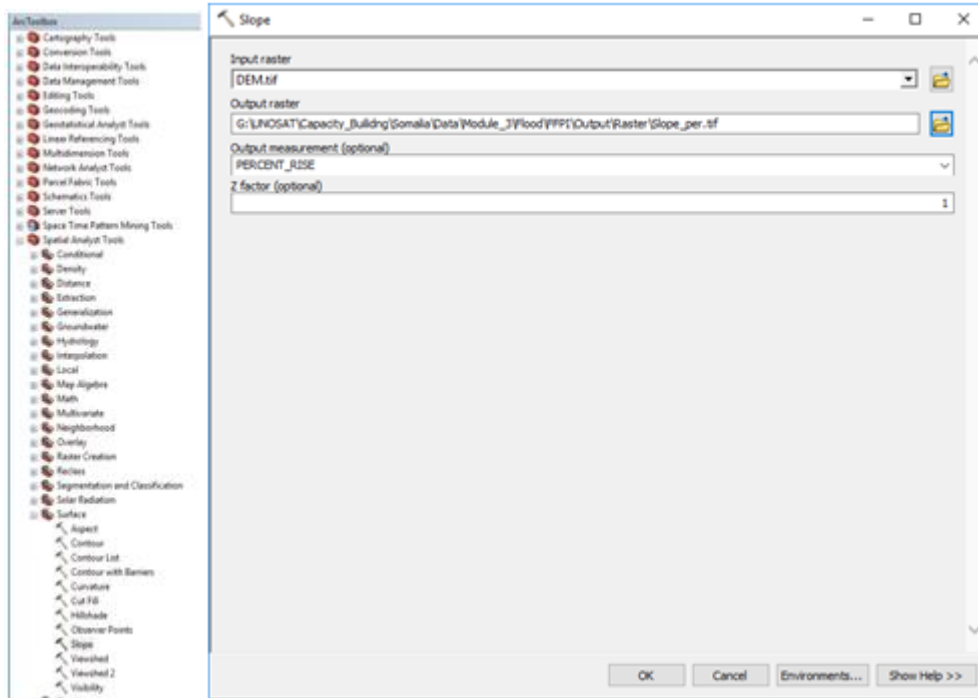 ArcToolbox
Cartography Tools
Conversion Tools
Data Interoperability Tools
Data Management Tools
Editing Tools
Geocoding Tools
Geostatistical Analyst Tools
Linear Referencing Tools
Multidimension Tools
Network Analyst Tools
Parcel Fabric Tools
Schematics Tools
Server Tools
Space Time Pattern Mining Tools
Spatial Analyst Tools
Conditional
Density
Distance
Extraction
Generalization
Groundwater
Hydrology
Interpolation
Local
Map Algebra
Math
Multivariate
Neighborhood
Overlay
Raster Creation
Reclass
Segmentation and Classification
Solar Radiation
Surface
Aspect
Contour
Contour List
Contour with Barriers
Curvature
Cut Fill
Hillshade
Observer Points
Slope
Viewshed
Viewshed 2
Visibility
Slope
Input raster
DEM.tif
Output raster
G:\UNOSAT\Capacity_Builidng\Somalia\Data\Module_3\Flood\FFPI\Output\Raster\Slope_per.tif
Output measurement (optional)
PERCENT_RISE
Z factor (optional)
1
OK Cancel Environments... Show Help >>